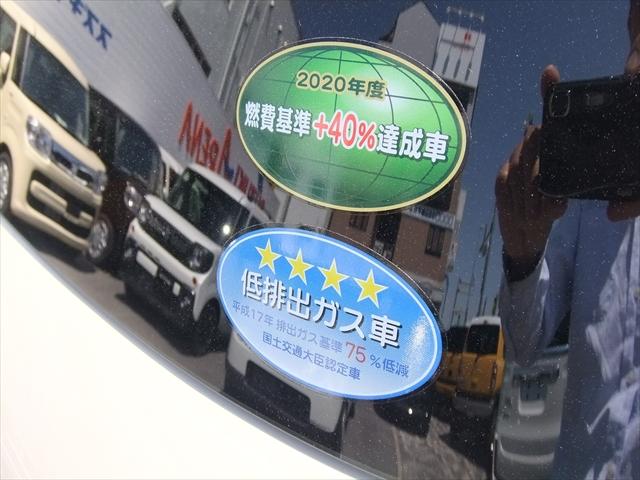 2020年度
燃費基準+40%達成車
低排出ガス車
平成17年 排出ガス基準 75%低減
国土交通大臣認定車